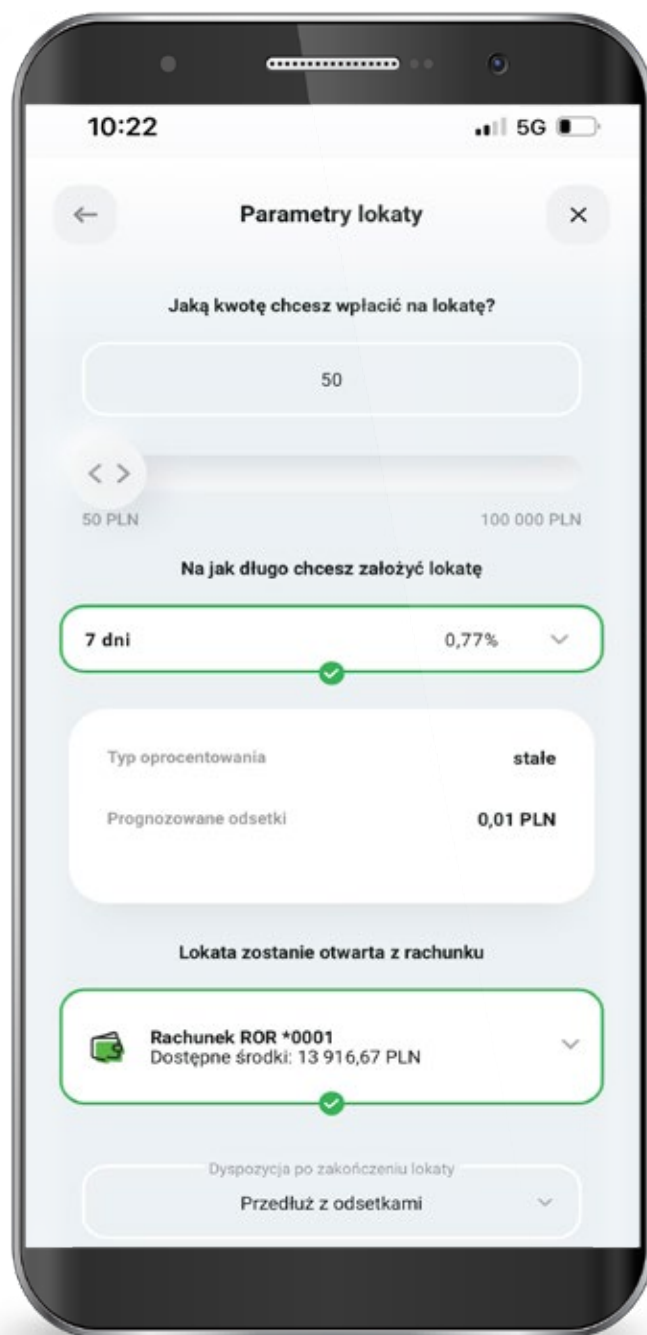 10:22
5G
Parametry lokaty
Jaką kwotę chcesz wpłacić na lokatę?
50
50 PLN
100 000 PLN
Na jak długo chcesz założyć lokatę
7 dni
0,77%
Typ oprocentowania
stałe
Prognozowane odsetki
0,01 PLN
Lokata zostanie otwarta z rachunku
Rachunek ROR *0001
Dostępne środki: 13 916,67 PLN
Dyspozycja po zakończeniu lokaty
Przedłuż z odsetkami